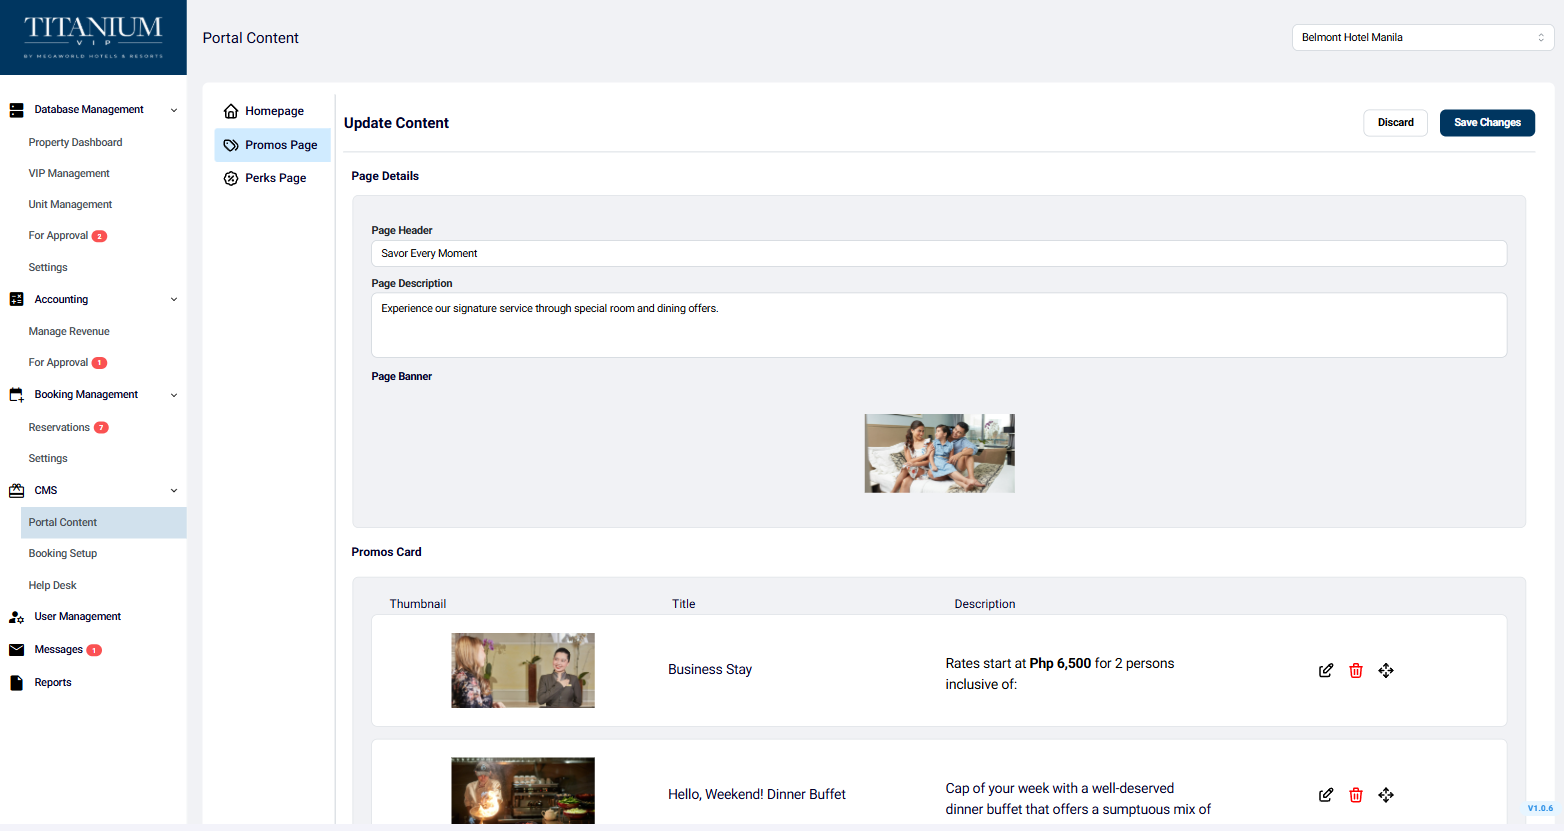 TITANIUM
VIP
BY MEGAWORLD HOTELS & RESORTS
Portal Content
Belmont Hotel Manila
Database Management
Property Dashboard
VIP Management
Unit Management
For Approval 2
Settings
Accounting
Manage Revenue
For Approval 1
Booking Management
Reservations 7
Settings
CMS
Portal Content
Booking Setup
Help Desk
User Management
Messages 1
Reports
Homepage
Promos Page
Perks Page
Update Content
Discard
Save Changes
Page Details
Page Header
Savor Every Moment
Page Description
Experience our signature service through special room and dining offers.
Page Banner
Promos Card
Thumbnail Title Description
Business Stay
Rates start at Php 6,500 for 2 persons
inclusive of:
Hello, Weekend! Dinner Buffet
Cap of your week with a well-deserved
dinner buffet that offers a sumptuous mix of
V1.0.6